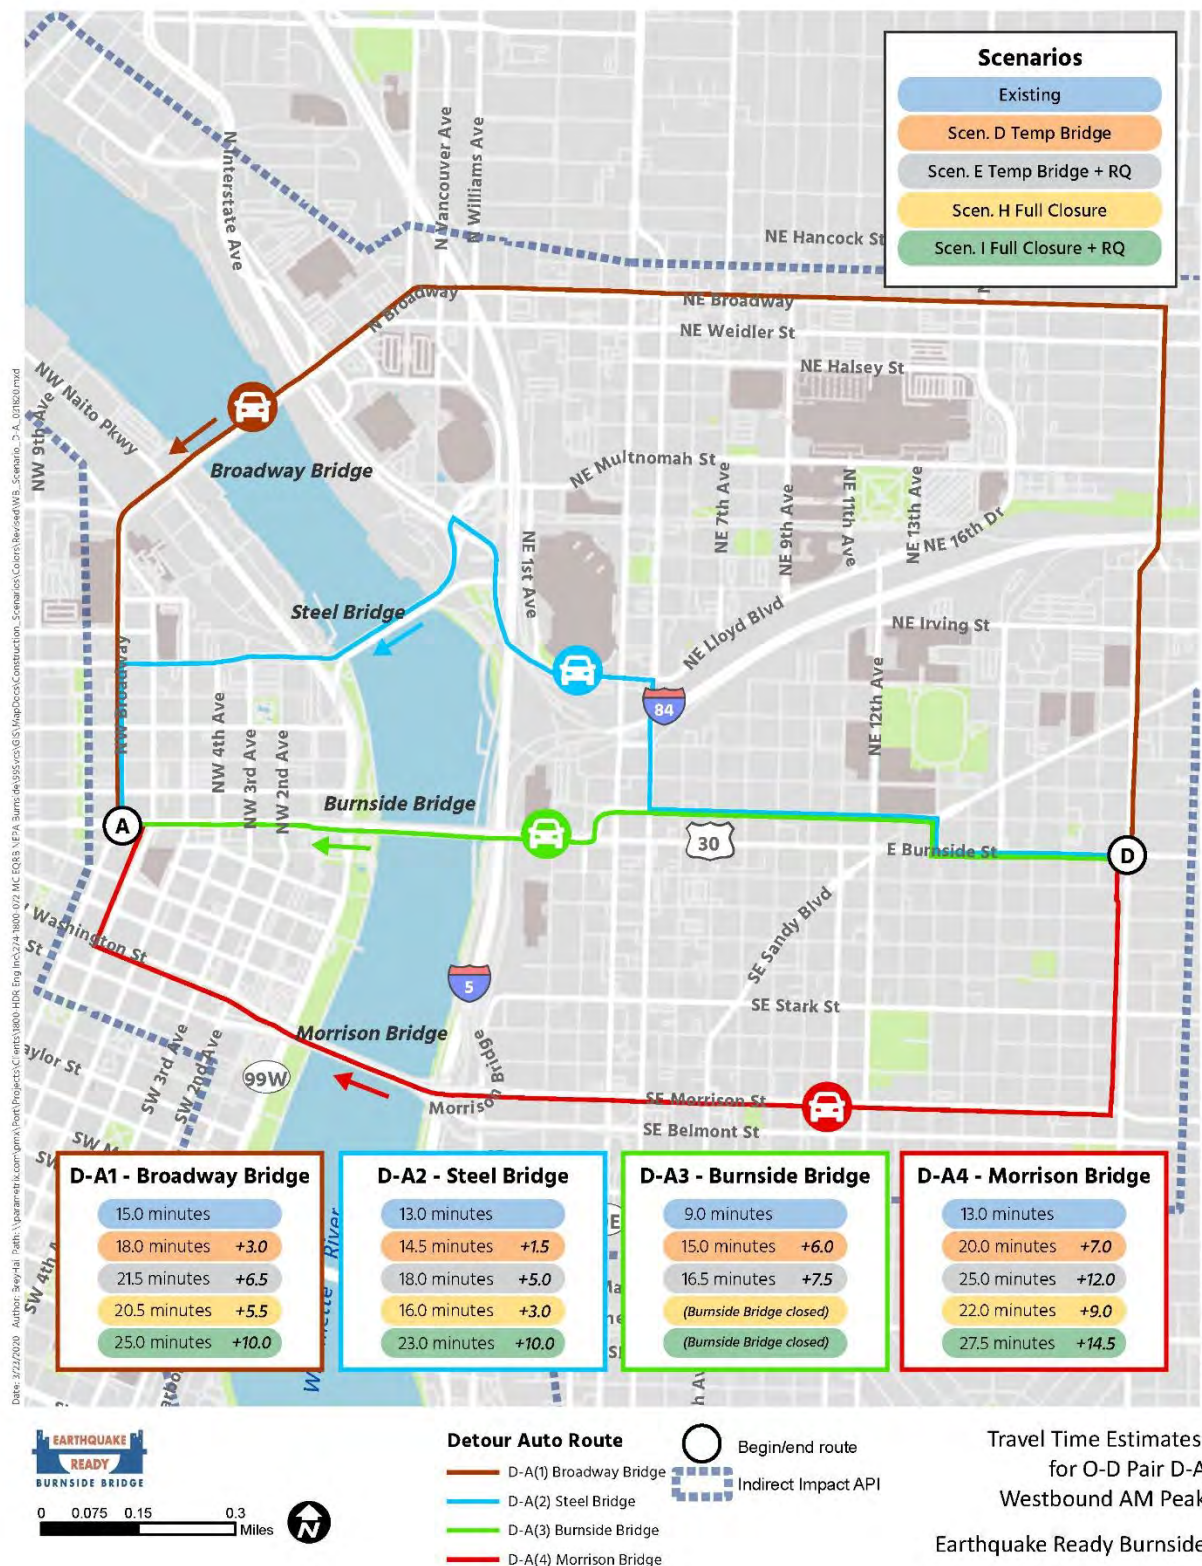 Scenarios
Existing
Scen. D Temp Bridge
Scen. E Temp Bridge + RQ
Scen. H Full Closure
Scen. I Full Closure + RQ
N Interstate Ave
N Vancouver Ave
N Williams Ave
NE Hancock St
N Broadway
NE Broadway
NE Weidler St
NE Halsey St
NW Naito Pkwy
NW 9th Ave
Broadway Bridge
NE Multnomah St
NE 7th Ave
NE 9th Ave
NE 11th Ave
NE 13th Ave
NE 16th Dr
NE 1st Ave
Steel Bridge
NE Lloyd Blvd
NE Irving St
NW Broadway
84
NE 12th Ave
NW 4th Ave
NW 3rd Ave
NW 2nd Ave
Burnside Bridge
A
30
E Burnside St
D
Washington St
St
SE Sandy Blvd
5
SE Stark St
Morrison Bridge
aylor St
SW 3rd Ave
SW 2nd Ave
99W
Bridge
Morrison
SE Morrison St
SE Belmont St
SW M
SW
SW 4th A
River
D-A1 - Broadway Bridge
15.0 minutes
18.0 minutes +3.0
21.5 minutes +6.5
20.5 minutes +5.5
25.0 minutes +10.0
D-A2 - Steel Bridge
13.0 minutes
14.5 minutes +1.5
18.0 minutes +5.0
16.0 minutes +3.0
23.0 minutes +10.0
D-A3 - Burnside Bridge
9.0 minutes
15.0 minutes +6.0
16.5 minutes +7.5
(Burnside Bridge closed)
(Burnside Bridge closed)
D-A4 - Morrison Bridge
13.0 minutes
20.0 minutes +7.0
25.0 minutes +12.0
22.0 minutes +9.0
27.5 minutes +14.5
EARTHQUAKE
READY
BURNSIDE BRIDGE
0 0.075 0.15 0.3
Miles
N
Detour Auto Route
D-A(1) Broadway Bridge
D-A(2) Steel Bridge
D-A(3) Burnside Bridge
D-A(4) Morrison Bridge
Begin/end route
Indirect Impact API
Travel Time Estimates
for O-D Pair D-A
Westbound AM Peak
Earthquake Ready Burnside